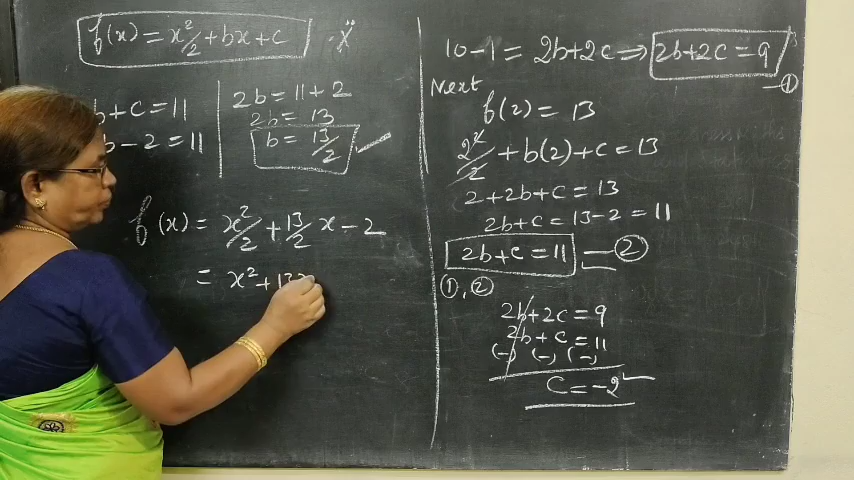 f(x) = x²/2 + bx + c
b + c = 11
b - 2 = 11
2b = 11 + 2
2b = 13
b = 13/2
f(x) = x²/2 + 13/2 x - 2
= x² + 13x
10 - 1 = 2b + 2c ⇒ 2b + 2c = 9
— ①
Next
f(2) = 13
2²/2 + b(2) + c = 13
2 + 2b + c = 13
2b + c = 13 - 2 = 11
2b + c = 11 — ②
①, ②
2b + 2c = 9
2b + c = 11
(-) (-) (-)
c = -2